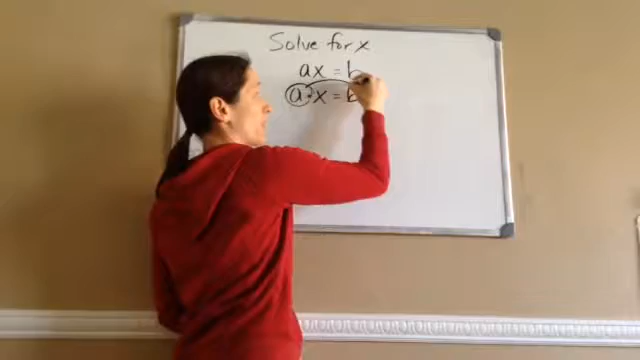 Solve for x
ax = b
a·x = b